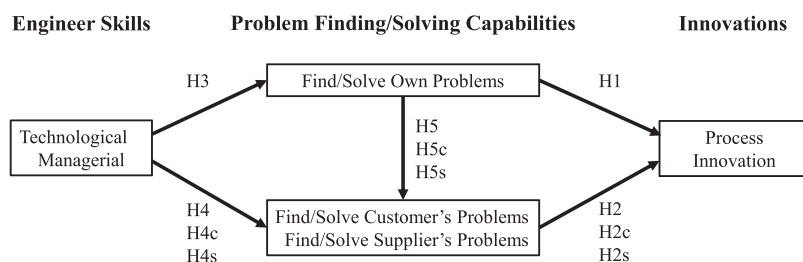 Engineer Skills
Problem Finding/Solving Capabilities
Innovations
H3
Find/Solve Own Problems
H1
Technological
Managerial
H5
H5c
H5s
Process
Innovation
H4
H4c
H4s
Find/Solve Customer's Problems
Find/Solve Supplier's Problems
H2
H2c
H2s